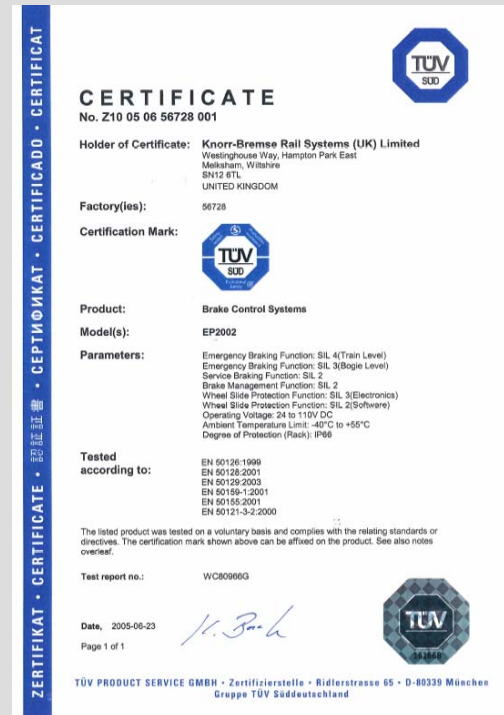 ZERTIFIKAT • CERTIFICATE • 認証証書 • СЕРТИФИКАТ • CERTIFICADO • CERTIFICAT
TÜV
SÜD
CERTIFICATE
No. Z10 05 06 56728 001
Holder of Certificate: Knorr-Bremse Rail Systems (UK) Limited
Westinghouse Way, Hampton Park East
Melksham, Wiltshire
SN12 6TL
UNITED KINGDOM
Factory(ies): 56728
Certification Mark:
TÜV
SÜD
Product: Brake Control Systems
Model(s): EP2002
Parameters: Emergency Braking Function: SIL 4(Train Level)
Emergency Braking Function: SIL 3(Bogie Level)
Service Braking Function: SIL 2
Brake Management Function: SIL 2
Wheel Slide Protection Function: SIL 3(Electronics)
Wheel Slide Protection Function: SIL 2(Software)
Operating Voltage: 24 to 110V DC
Ambient Temperature Limit: -40°C to +55°C
Degree of Protection (Rack): IP66
Tested
according to:
EN 50126:1999
EN 50128:2001
EN 50129:2003
EN 50159-1:2001
EN 50155:2001
EN 50121-3-2:2000
The listed product was tested on a voluntary basis and complies with the relating standards or
directives. The certification mark shown above can be affixed on the product. See also notes
overleaf.
Test report no.: WC80966G
Date, 2005-06-23
Page 1 of 1
TÜV
TÜV PRODUCT SERVICE GMBH • Zertifizierstelle • Ridlerstrasse 65 • D-80339 München
Gruppe TÜV Süddeutschland